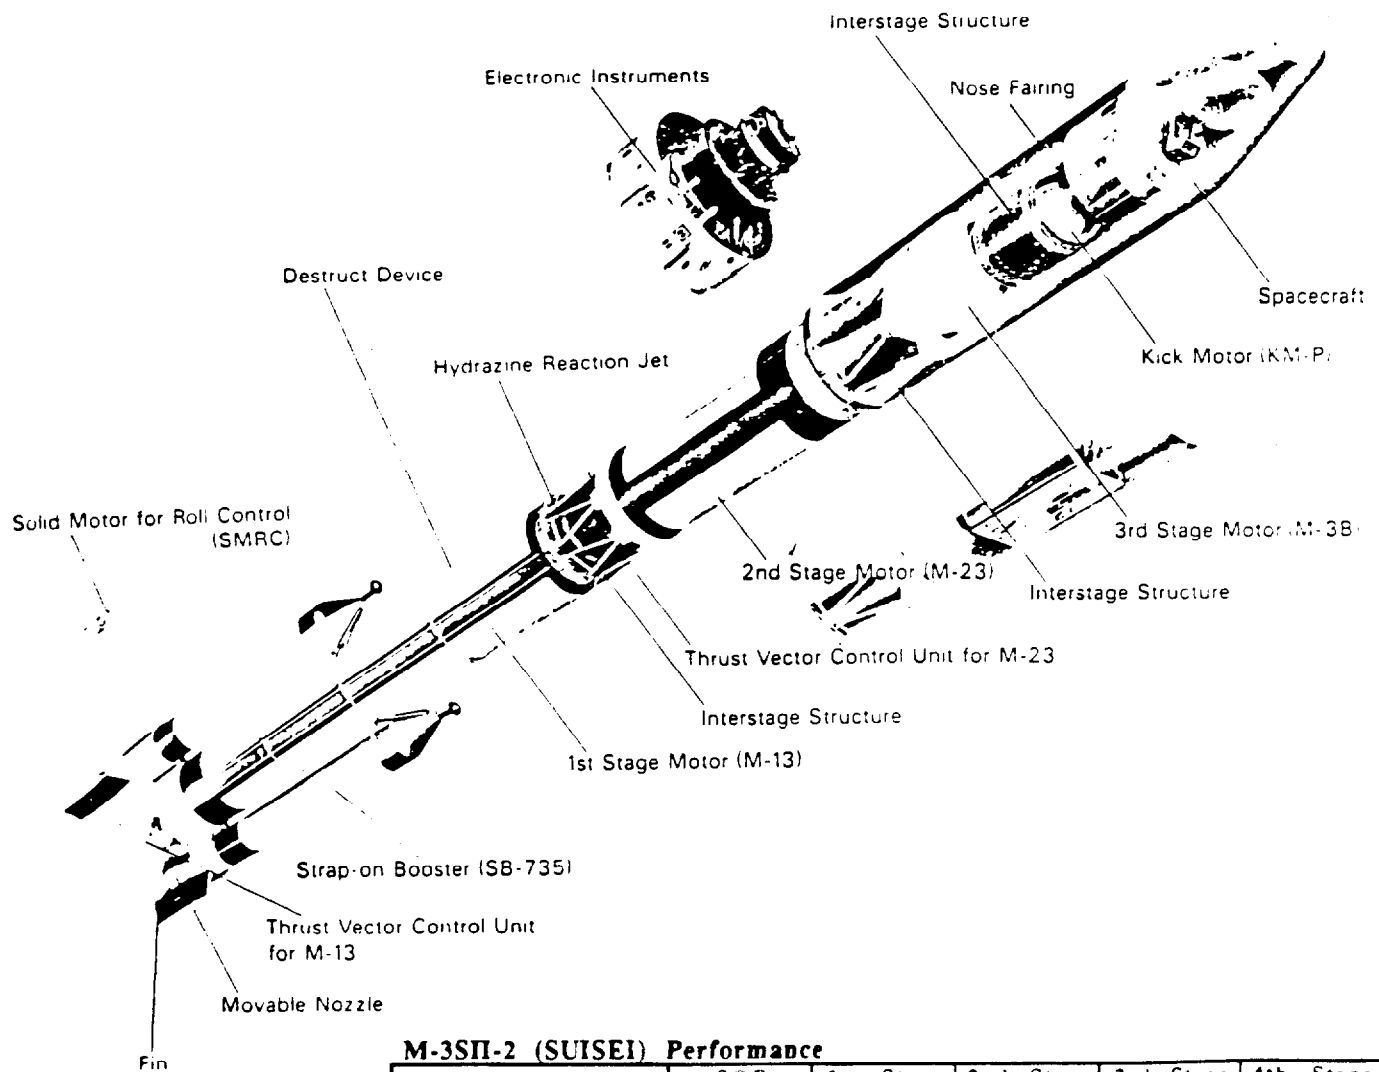 Interstage Structure
Electronic Instruments
Nose Fairing
Destruct Device
Spacecraft
Hydrazine Reaction Jet
Kick Motor (KM-P)
Solid Motor for Roll Control
(SMRC)
3rd Stage Motor (M-3B)
2nd Stage Motor (M-23)
Interstage Structure
Thrust Vector Control Unit for M-23
Interstage Structure
1st Stage Motor (M-13)
Strap-on Booster (SB-735)
Thrust Vector Control Unit
for M-13
Movable Nozzle
Fin
M-3SII-2 (SUISEI) Performance